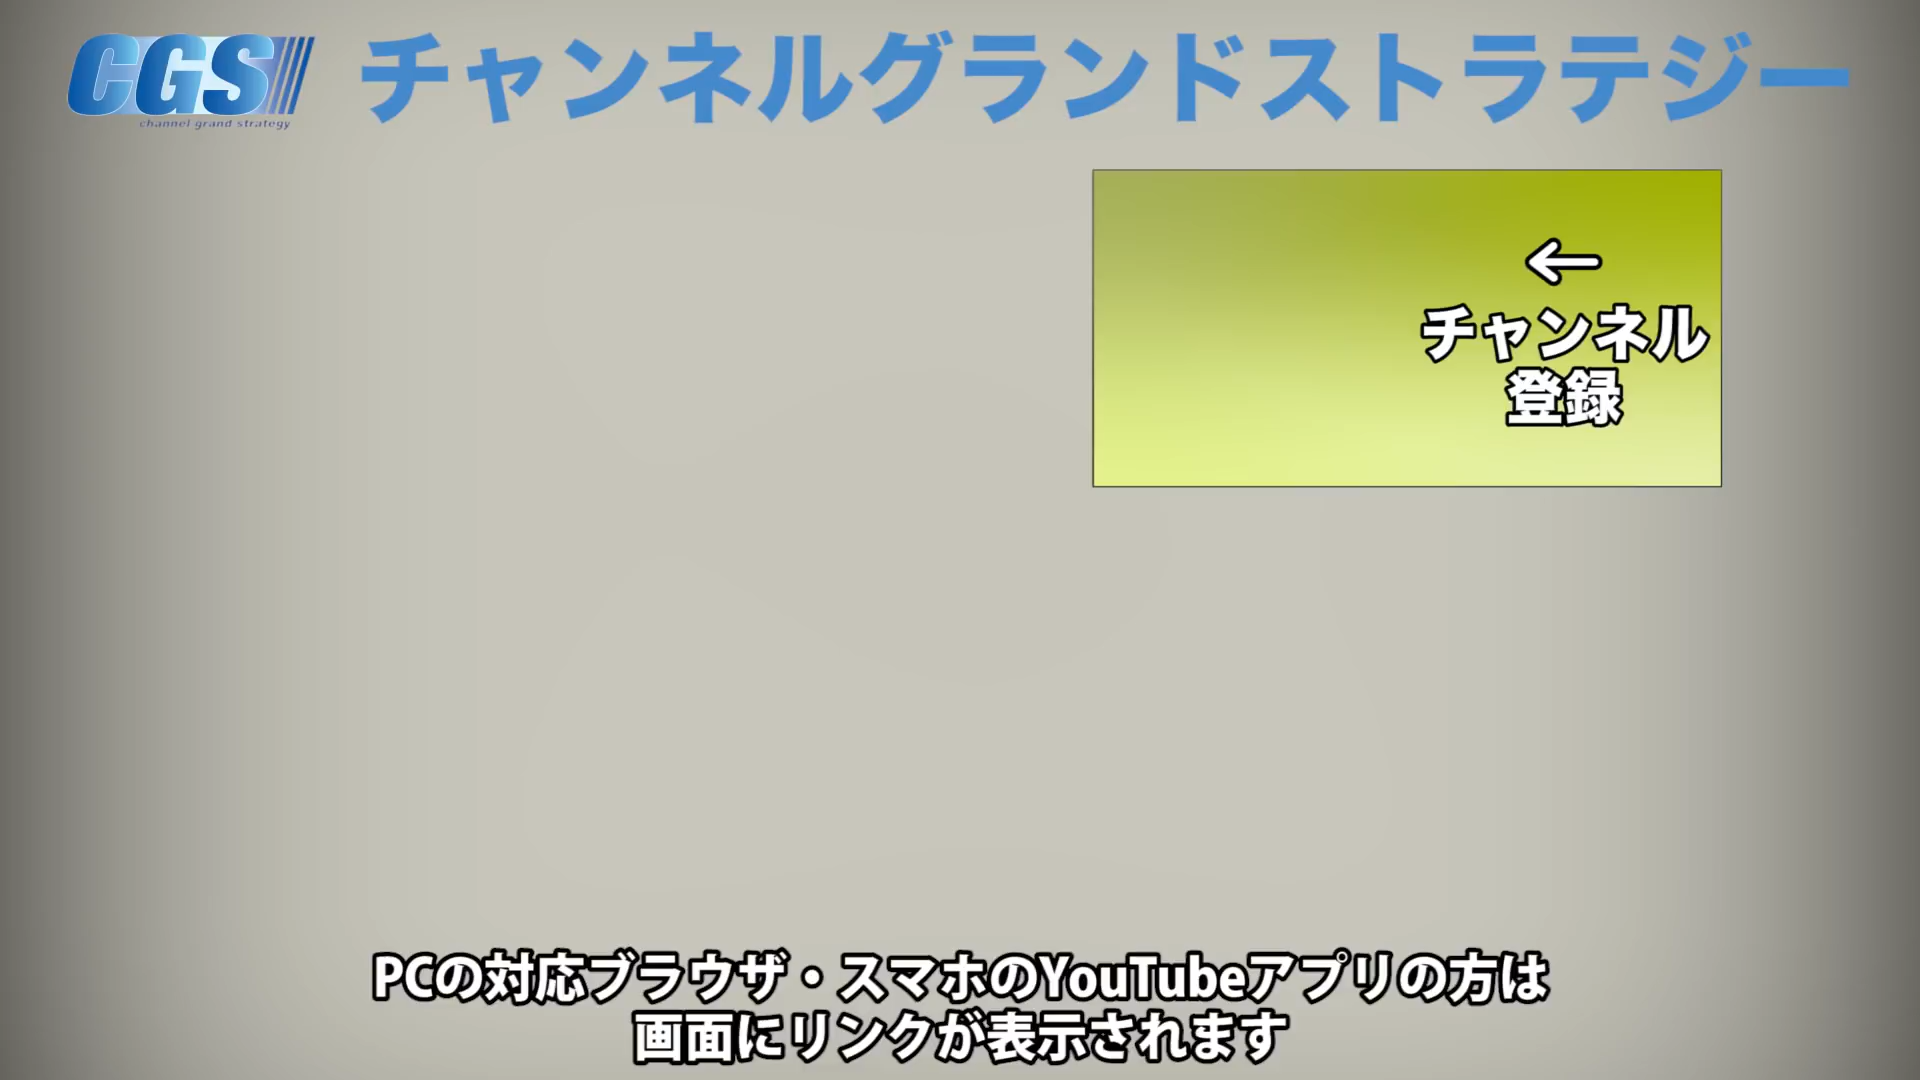 CGS
channel grand strategy
チャンネルグランドストラテジー
←
チャンネル
登録
PCの対応ブラウザ・スマホのYouTubeアプリの方は
画面にリンクが表示されます